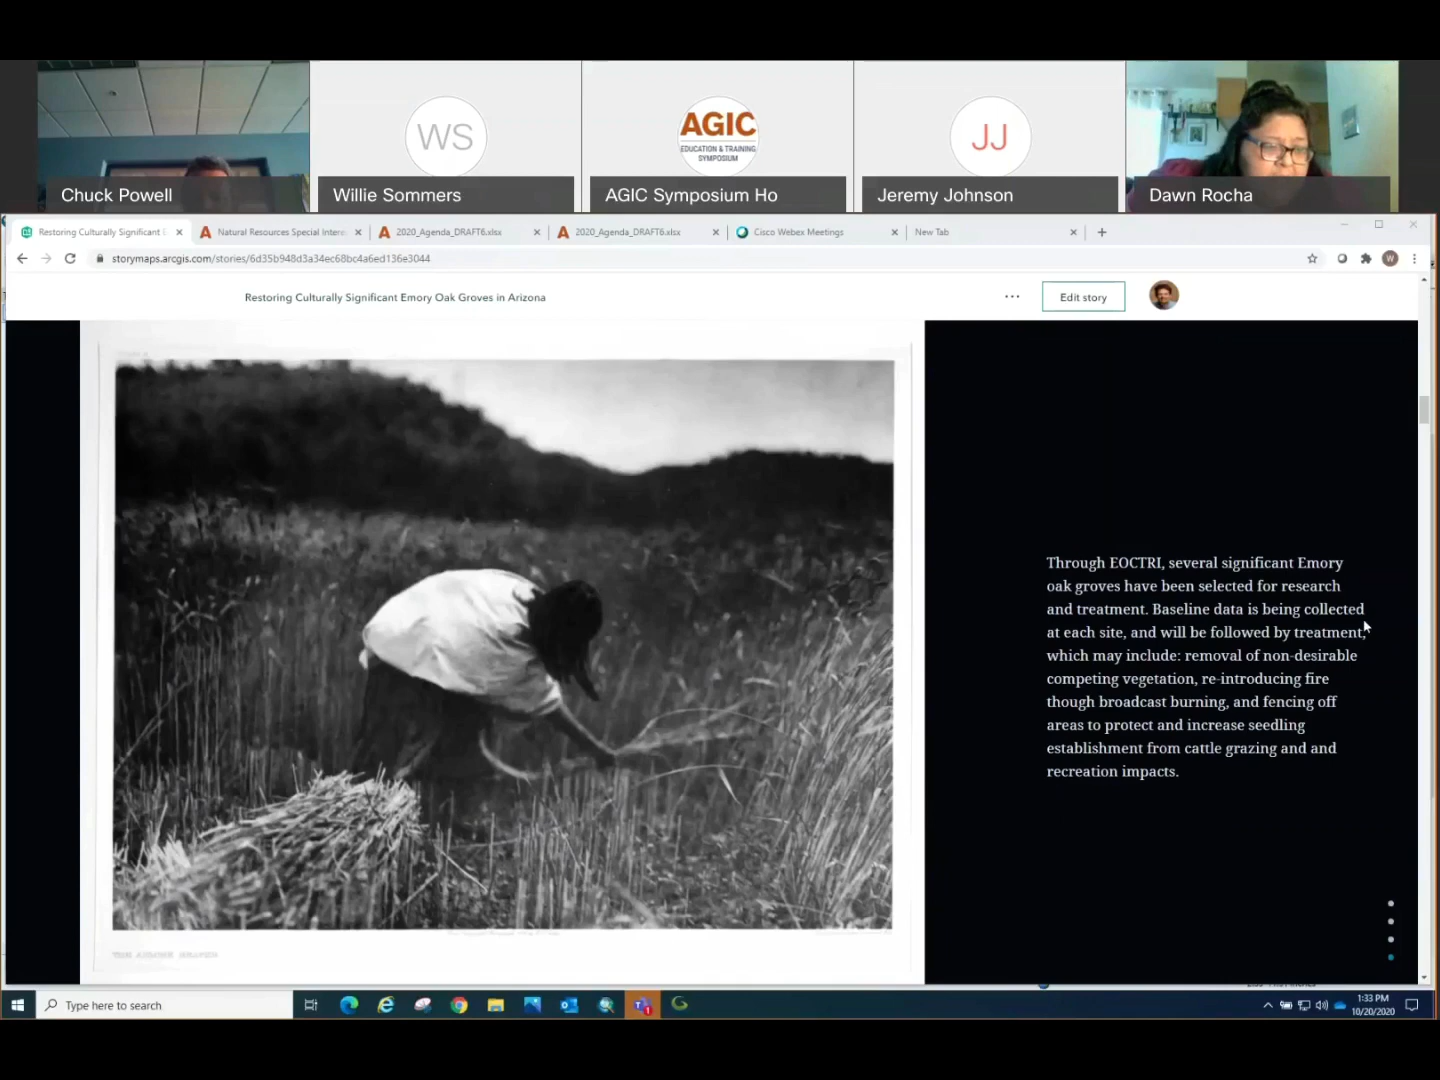 WS
AGIC
EDUCATION & TRAINING
SYMPOSIUM
JJ
Chuck Powell
Willie Sommers
AGIC Symposium Ho
Jeremy Johnson
Dawn Rocha
Restoring Culturally Significant
Natural Resources Special Intere
2020_Agenda_DRAFT6.xlsx
2020_Agenda_DRAFT6.xlsx
Cisco Webex Meetings
New Tab
storymaps.arcgis.com/stories/6d35b948d3a34ec68bc4a6ed136e3044
W
Restoring Culturally Significant Emory Oak Groves in Arizona
Edit story
Through EOCTRI, several significant Emory
oak groves have been selected for research
and treatment. Baseline data is being collected
at each site, and will be followed by treatment,
which may include: removal of non-desirable
competing vegetation, re-introducing fire
though broadcast burning, and fencing off
areas to protect and increase seedling
establishment from cattle grazing and and
recreation impacts.
Type here to search
1:33 PM
10/20/2020